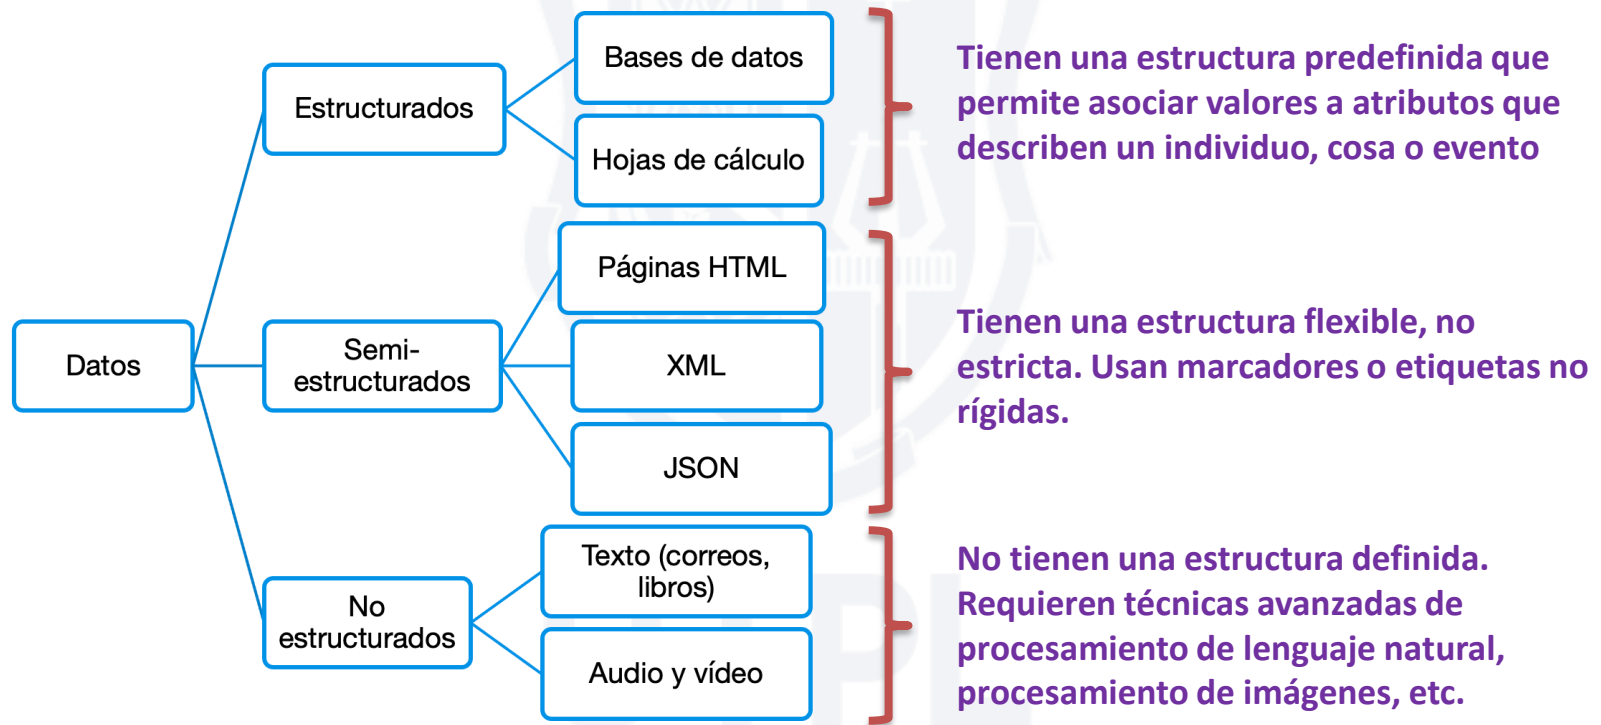 Bases de datos
Estructurados
Hojas de cálculo
Tienen una estructura predefinida que
permite asociar valores a atributos que
describen un individuo, cosa o evento
Datos
Semi-
estructurados
Páginas HTML
XML
JSON
Tienen una estructura flexible, no
estricta. Usan marcadores o etiquetas no
rígidas.
No
estructurados
Texto (correos,
libros)
Audio y vídeo
No tienen una estructura definida.
Requieren técnicas avanzadas de
procesamiento de lenguaje natural,
procesamiento de imágenes, etc.